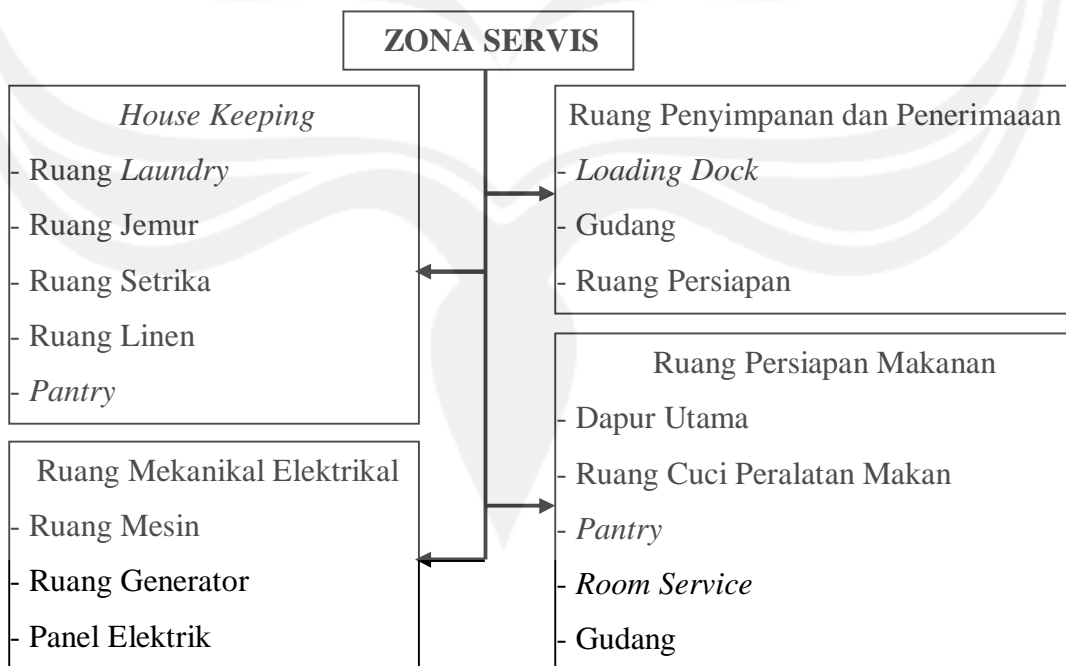 ZONA SERVIS
House Keeping
- Ruang Laundry
- Ruang Jemur
- Ruang Setrika
- Ruang Linen
- Pantry
Ruang Mekanikal Elektrikal
- Ruang Mesin
- Ruang Generator
- Panel Elektrik
Ruang Penyimpanan dan Penerimaaan
- Loading Dock
- Gudang
- Ruang Persiapan
Ruang Persiapan Makanan
- Dapur Utama
- Ruang Cuci Peralatan Makan
- Pantry
- Room Service
- Gudang